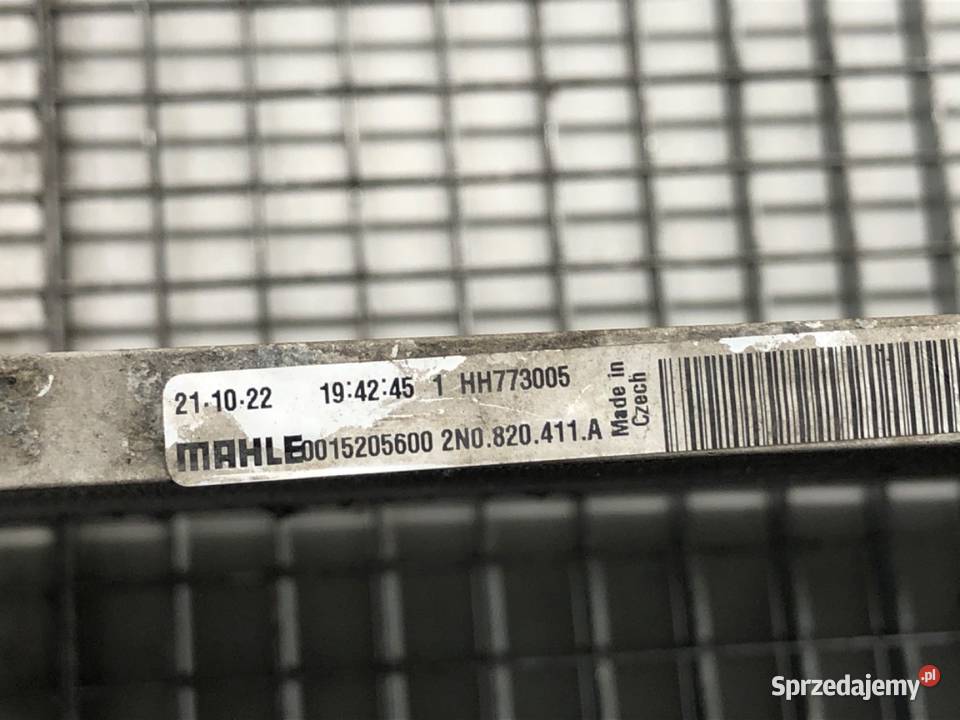 21·10·22 19:42:45 1 HH773005
MAHLE 0015205600 2N0.820.411.A
Made in
Czech
Sprzedajemy.pl